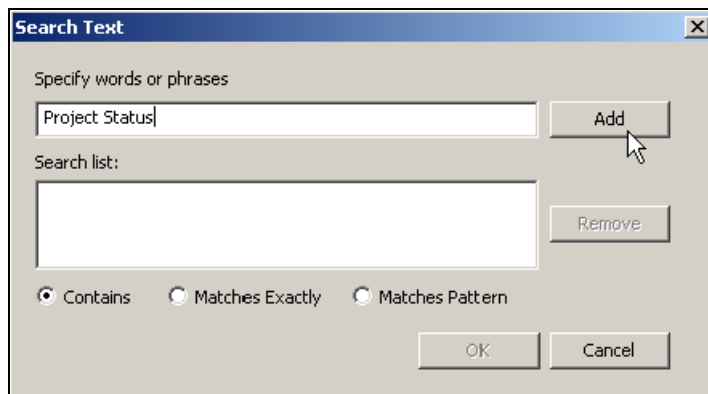 Search Text
Specify words or phrases
Project Status
Add
Search list:
Remove
Contains
Matches Exactly
Matches Pattern
OK
Cancel